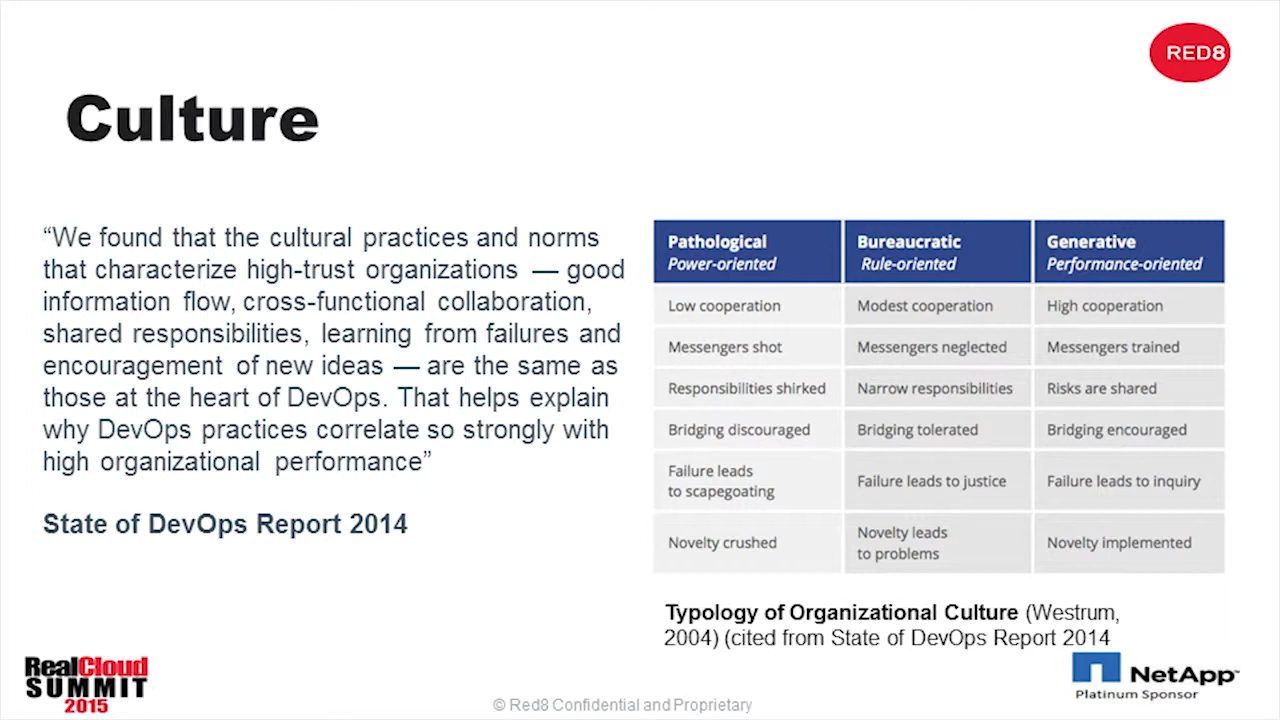 RED8
Culture
“We found that the cultural practices and norms
that characterize high-trust organizations — good
information flow, cross-functional collaboration,
shared responsibilities, learning from failures and
encouragement of new ideas — are the same as
those at the heart of DevOps. That helps explain
why DevOps practices correlate so strongly with
high organizational performance”
State of DevOps Report 2014
Pathological Bureaucratic Generative
Power-oriented Rule-oriented Performance-oriented
Low cooperation Modest cooperation High cooperation
Messengers shot Messengers neglected Messengers trained
Responsibilities shirked Narrow responsibilities Risks are shared
Bridging discouraged Bridging tolerated Bridging encouraged
Failure leads
to scapegoating Failure leads to justice Failure leads to inquiry
Novelty crushed Novelty leads
to problems Novelty implemented
Typology of Organizational Culture (Westrum,
2004) (cited from State of DevOps Report 2014
RealCloud
SUMMIT
2015
© Red8 Confidential and Proprietary
NetApp™
Platinum Sponsor